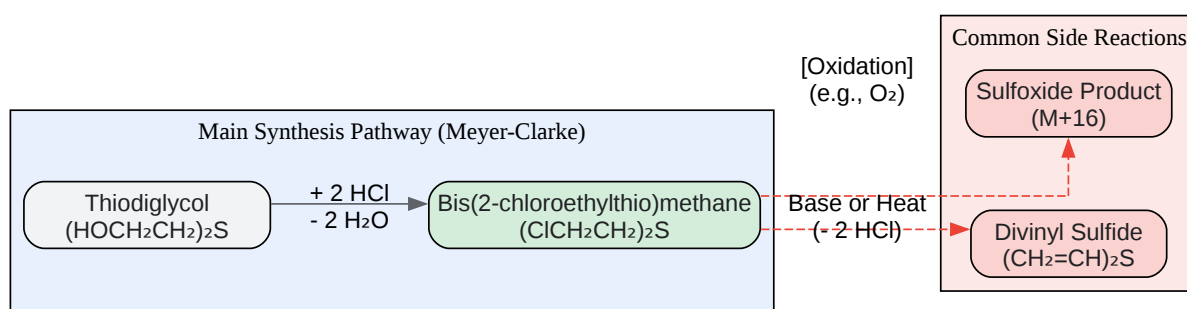 Common Side Reactions
[Oxidation]
(e.g., O₂)
Sulfoxide Product
(M+16)
Main Synthesis Pathway (Meyer-Clarke)
Thiodiglycol
(HOCH₂CH₂)₂S
+ 2 HCl
- 2 H₂O
Bis(2-chloroethylthio)methane
(ClCH₂CH₂)₂S
Base or Heat
(- 2 HCl)
Divinyl Sulfide
(CH₂=CH)₂S